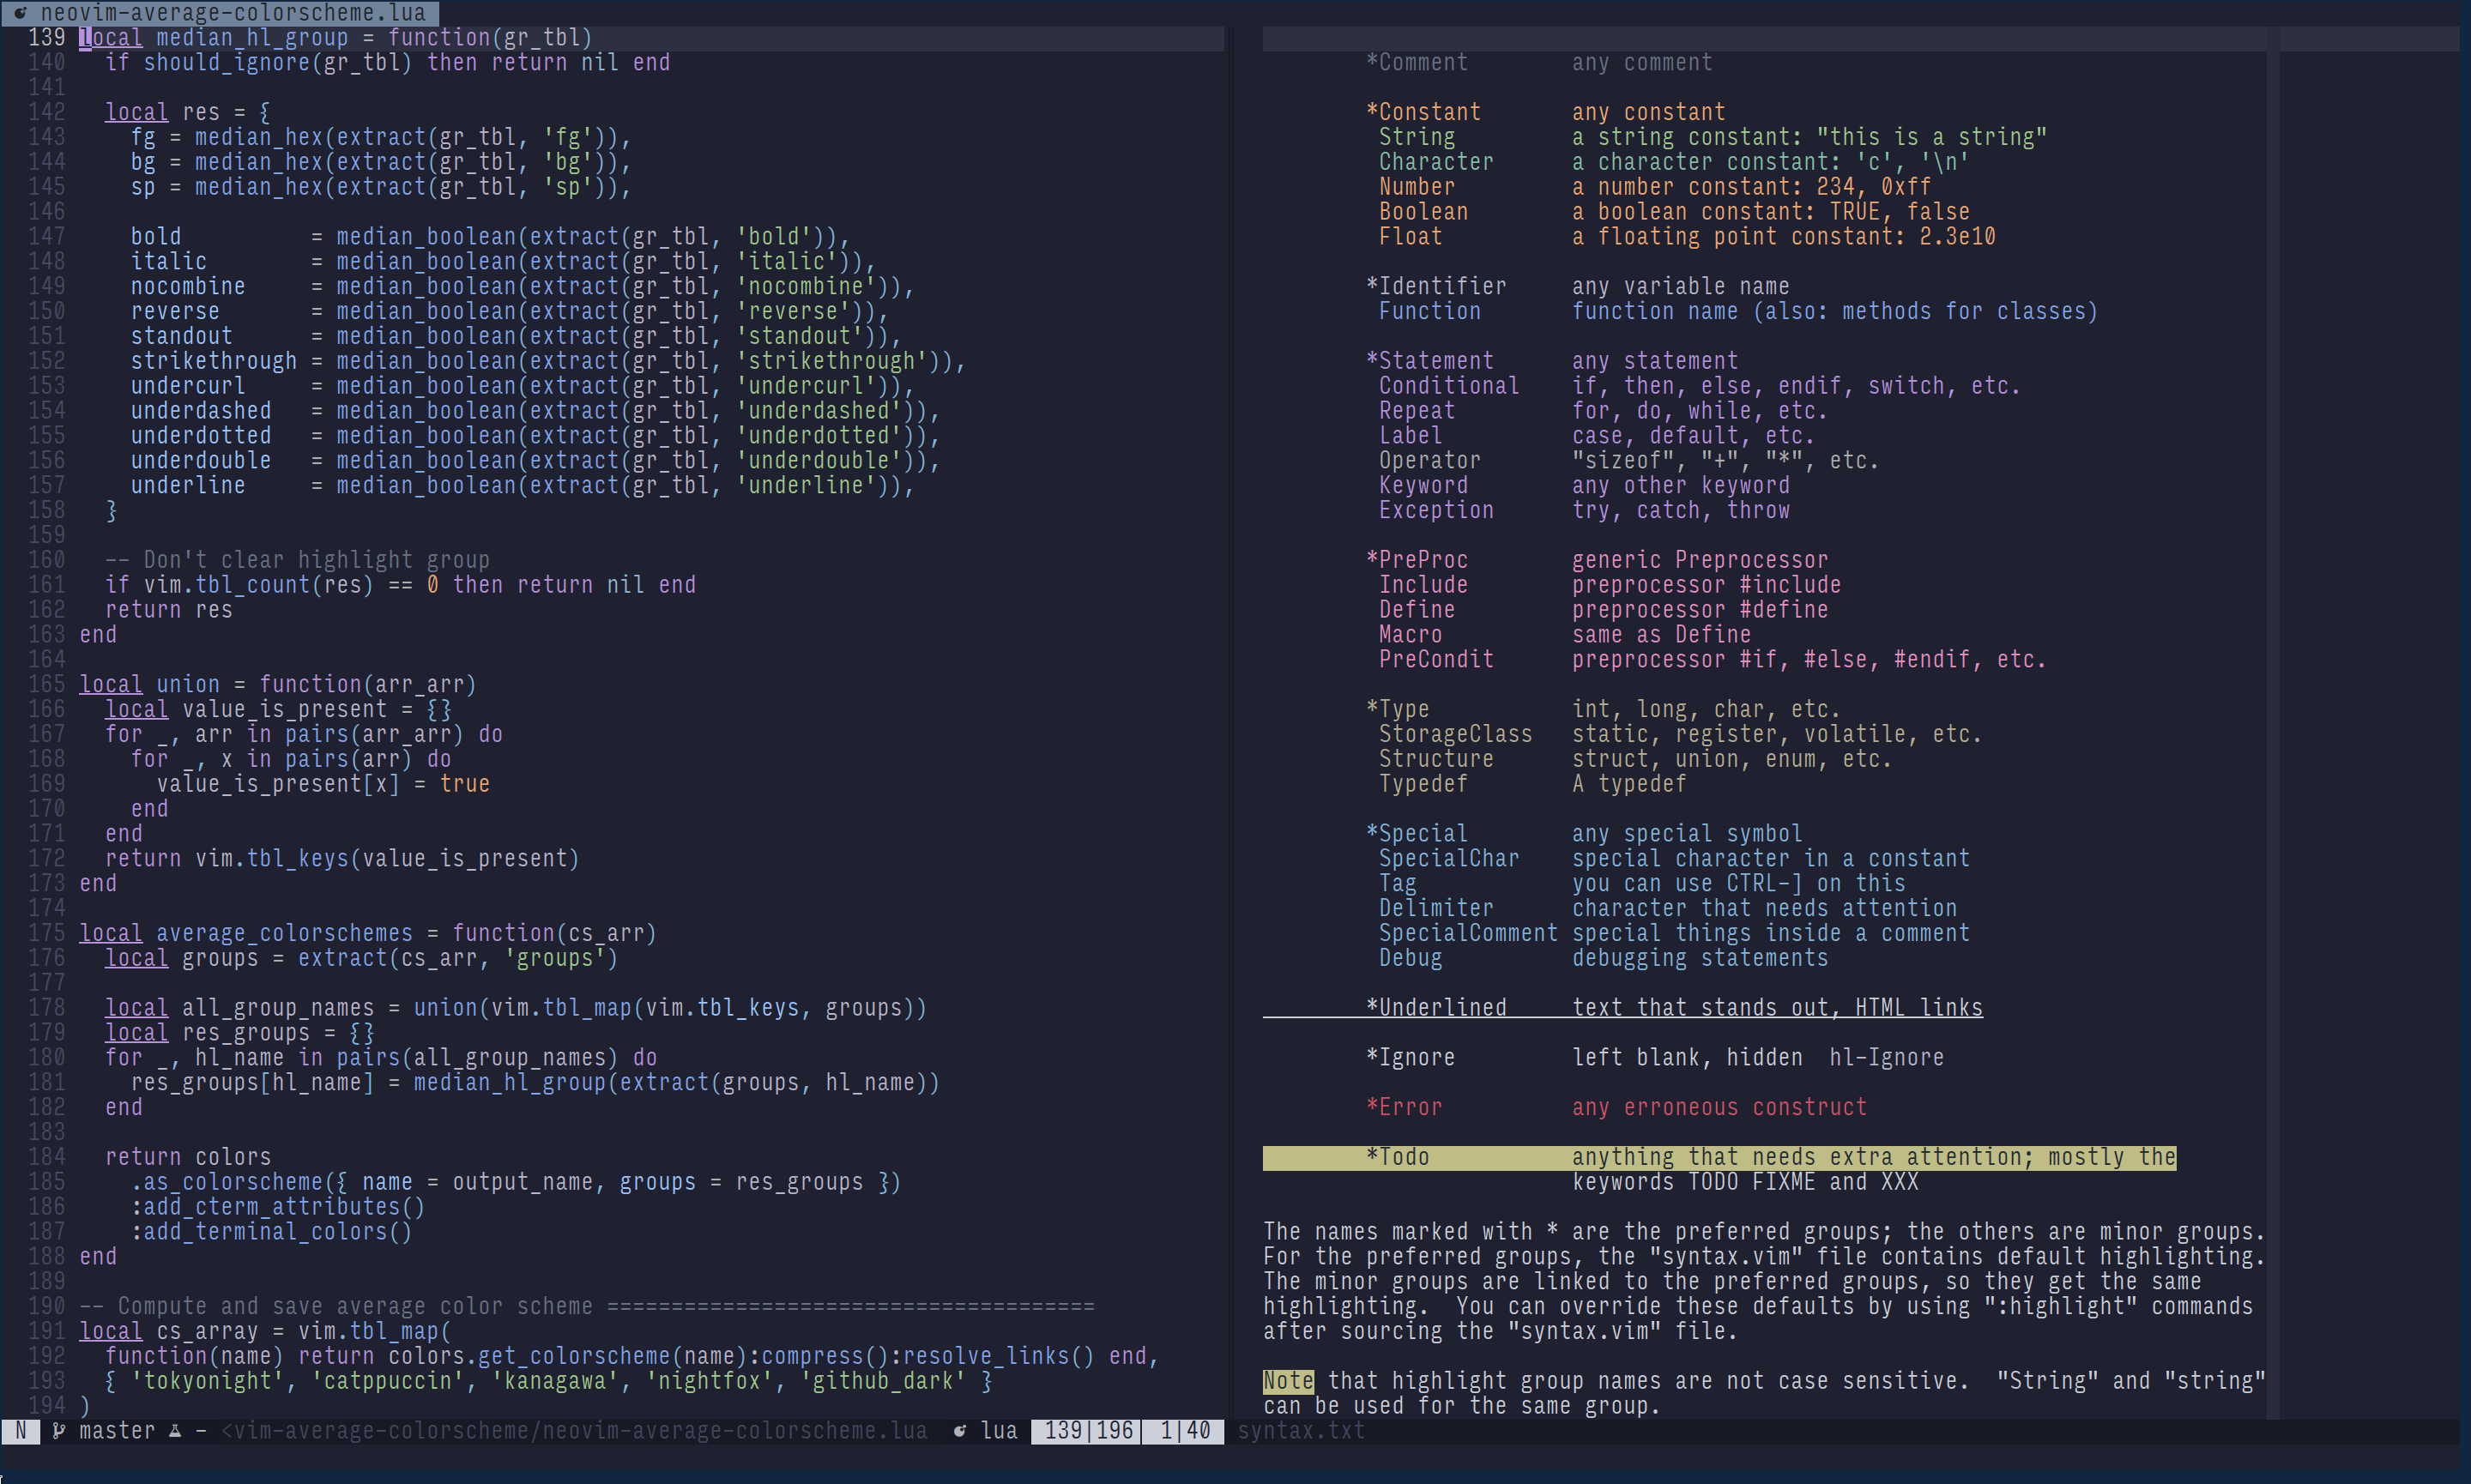 neovim-average-colorscheme.lua
139 local median_hl_group = function(gr_tbl)
140   if should_ignore(gr_tbl) then return nil end
141
142   local res = {
143     fg = median_hex(extract(gr_tbl, 'fg')),
144     bg = median_hex(extract(gr_tbl, 'bg')),
145     sp = median_hex(extract(gr_tbl, 'sp')),
146
147     bold          = median_boolean(extract(gr_tbl, 'bold')),
148     italic        = median_boolean(extract(gr_tbl, 'italic')),
149     nocombine     = median_boolean(extract(gr_tbl, 'nocombine')),
150     reverse       = median_boolean(extract(gr_tbl, 'reverse')),
151     standout      = median_boolean(extract(gr_tbl, 'standout')),
152     strikethrough = median_boolean(extract(gr_tbl, 'strikethrough')),
153     undercurl     = median_boolean(extract(gr_tbl, 'undercurl')),
154     underdashed   = median_boolean(extract(gr_tbl, 'underdashed')),
155     underdotted   = median_boolean(extract(gr_tbl, 'underdotted')),
156     underdouble   = median_boolean(extract(gr_tbl, 'underdouble')),
157     underline     = median_boolean(extract(gr_tbl, 'underline')),
158   }
159
160   -- Don't clear highlight group
161   if vim.tbl_count(res) == 0 then return nil end
162   return res
163 end
164
165 local union = function(arr_arr)
166   local value_is_present = {}
167   for _, arr in pairs(arr_arr) do
168     for _, x in pairs(arr) do
169       value_is_present[x] = true
170     end
171   end
172   return vim.tbl_keys(value_is_present)
173 end
174
175 local average_colorschemes = function(cs_arr)
176   local groups = extract(cs_arr, 'groups')
177
178   local all_group_names = union(vim.tbl_map(vim.tbl_keys, groups))
179   local res_groups = {}
180   for _, hl_name in pairs(all_group_names) do
181     res_groups[hl_name] = median_hl_group(extract(groups, hl_name))
182   end
183
184   return colors
185     .as_colorscheme({ name = output_name, groups = res_groups })
186     :add_cterm_attributes()
187     :add_terminal_colors()
188 end
189
190 -- Compute and save average color scheme ======================================
191 local cs_array = vim.tbl_map(
192   function(name) return colors.get_colorscheme(name):compress():resolve_links() end,
193   { 'tokyonight', 'catppuccin', 'kanagawa', 'nightfox', 'github_dark' }
194 )
N master - <vim-average-colorscheme/neovim-average-colorscheme.lua lua 139|196 1|40
*Comment any comment
*Constant any constant
String a string constant: "this is a string"
Character a character constant: 'c', '\n'
Number a number constant: 234, 0xff
Boolean a boolean constant: TRUE, false
Float a floating point constant: 2.3e10
*Identifier any variable name
Function function name (also: methods for classes)
*Statement any statement
Conditional if, then, else, endif, switch, etc.
Repeat for, do, while, etc.
Label case, default, etc.
Operator "sizeof", "+", "*", etc.
Keyword any other keyword
Exception try, catch, throw
*PreProc generic Preprocessor
Include preprocessor #include
Define preprocessor #define
Macro same as Define
PreCondit preprocessor #if, #else, #endif, etc.
*Type int, long, char, etc.
StorageClass static, register, volatile, etc.
Structure struct, union, enum, etc.
Typedef A typedef
*Special any special symbol
SpecialChar special character in a constant
Tag you can use CTRL-] on this
Delimiter character that needs attention
SpecialComment special things inside a comment
Debug debugging statements
*Underlined text that stands out, HTML links
*Ignore left blank, hidden hl-Ignore
*Error any erroneous construct
*Todo anything that needs extra attention; mostly the
keywords TODO FIXME and XXX
The names marked with * are the preferred groups; the others are minor groups.
For the preferred groups, the "syntax.vim" file contains default highlighting.
The minor groups are linked to the preferred groups, so they get the same
highlighting.  You can override these defaults by using ":highlight" commands
after sourcing the "syntax.vim" file.
Note that highlight group names are not case sensitive.  "String" and "string"
can be used for the same group.
syntax.txt